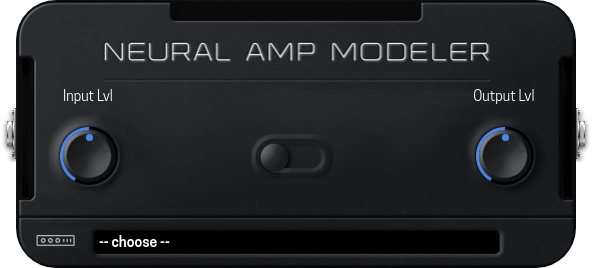 NEURAL AMP MODELER
Input Lvl
Output Lvl
-- choose --